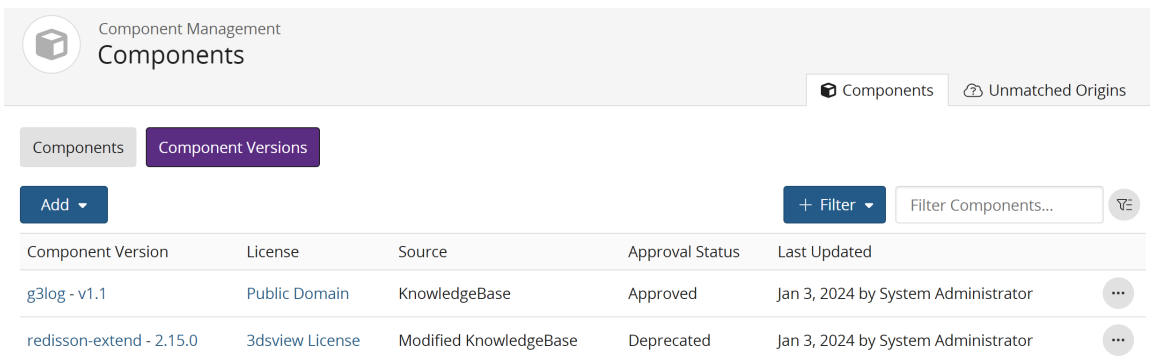 Component Management
Components
Components Unmatched Origins
Components Component Versions
Add + Filter Filter Components...
Component Version License Source Approval Status Last Updated
g3log - v1.1 Public Domain KnowledgeBase Approved Jan 3, 2024 by System Administrator
redisson-extend - 2.15.0 3dsview License Modified KnowledgeBase Deprecated Jan 3, 2024 by System Administrator